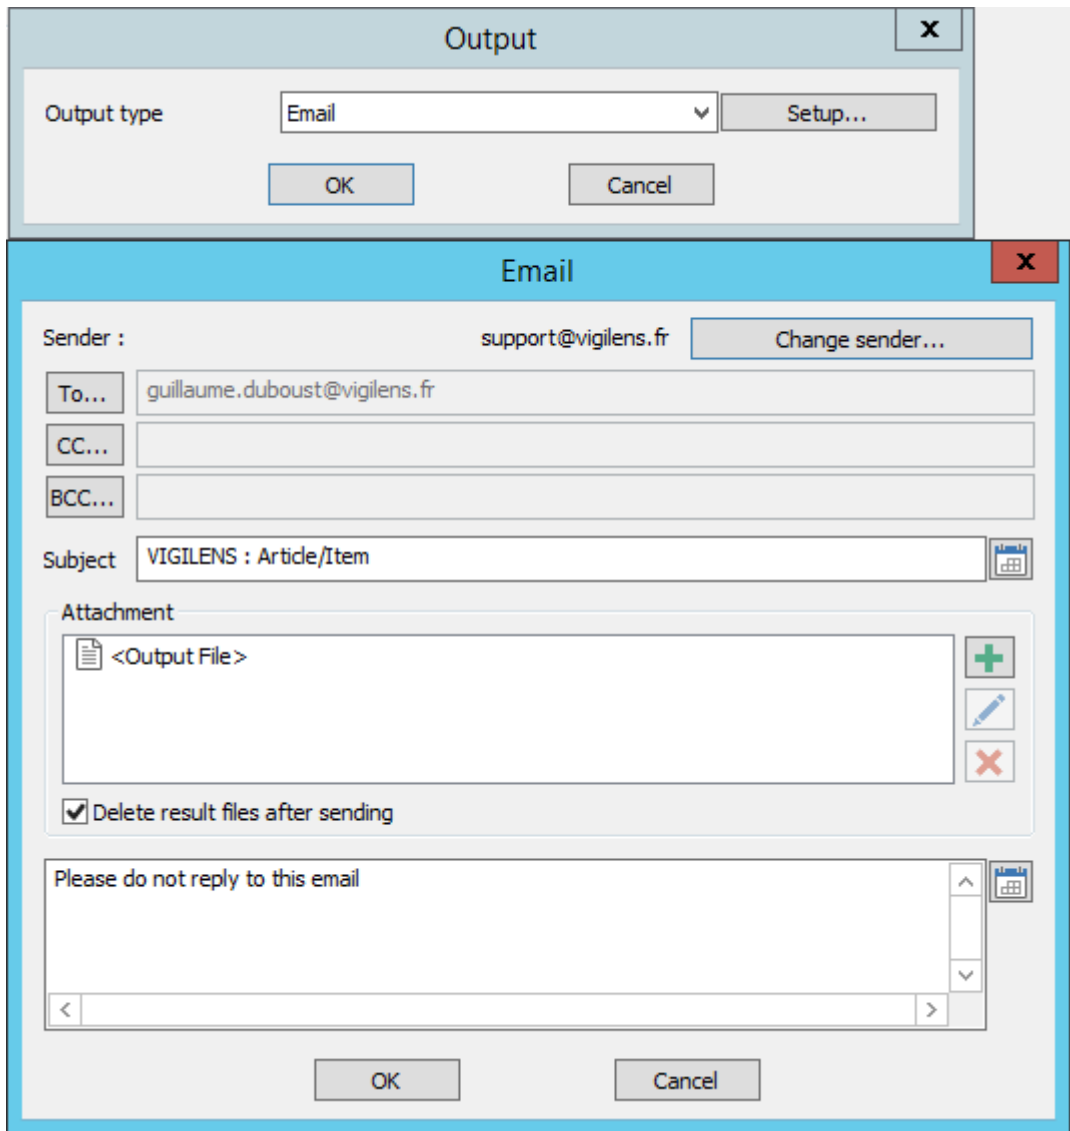 Output
x
Output type
Email
Setup...
OK
Cancel
Email
x
Sender :
support@vigilens.fr
Change sender...
To...
guillaume.duboust@vigilens.fr
CC...
BCC...
Subject
VIGILENS : Article/Item
Attachment
<Output File>
Delete result files after sending
Please do not reply to this email
OK
Cancel